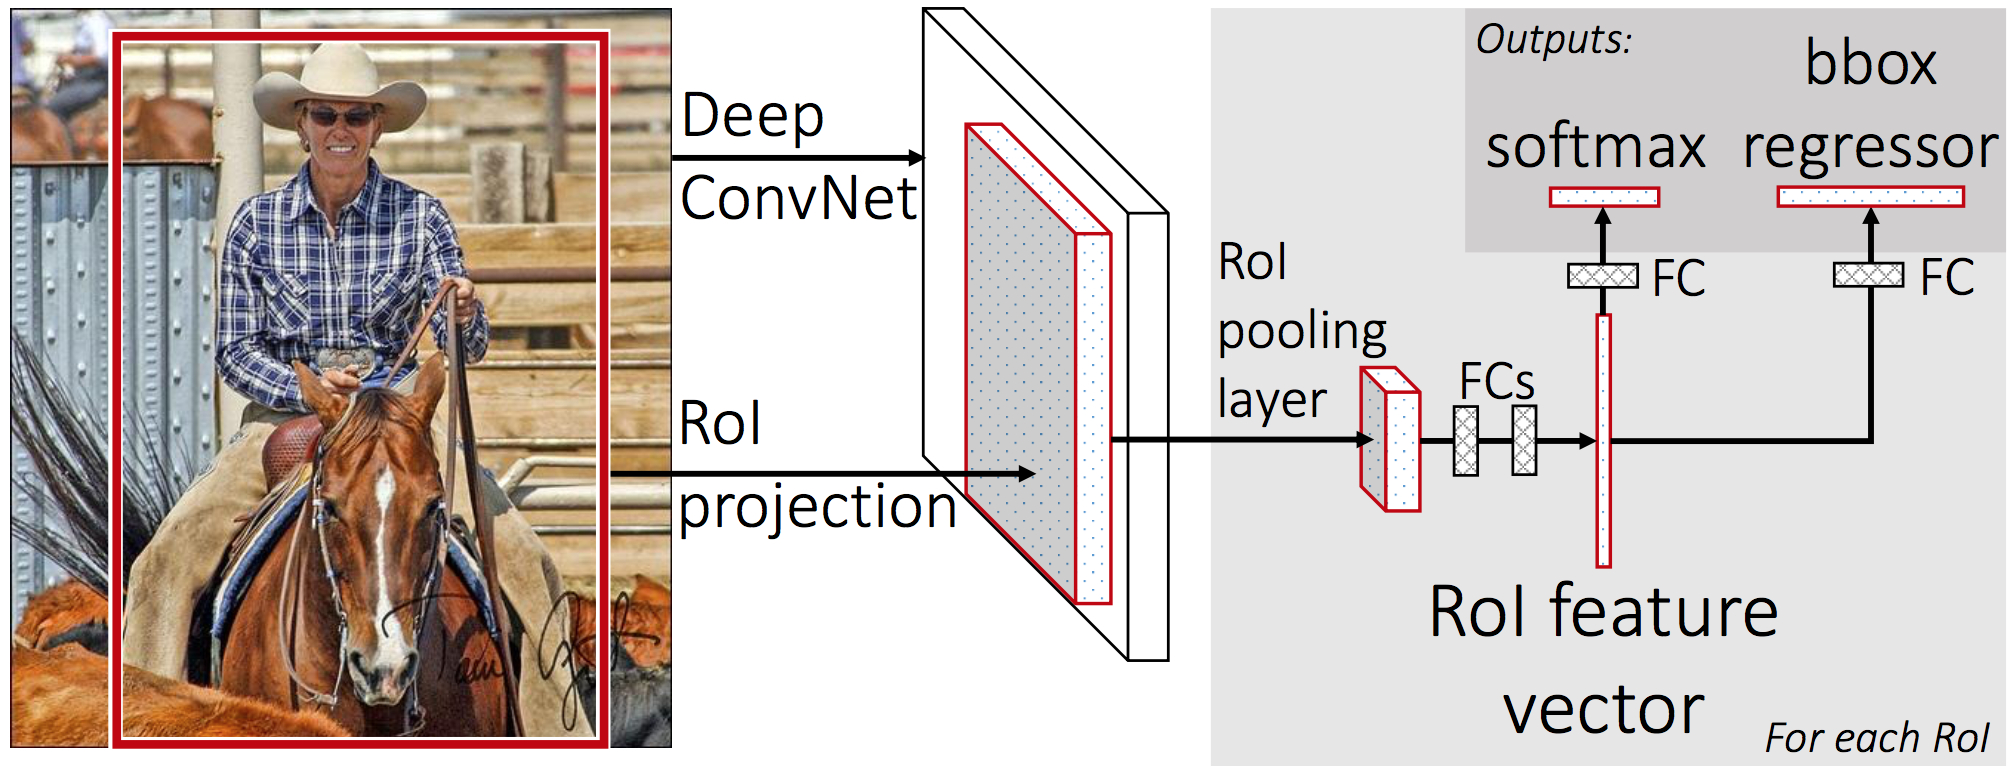 Deep
ConvNet
RoI
projection
RoI
pooling
layer
FCs
Outputs:
softmax
bbox
regressor
FC
FC
RoI feature
vector
For each RoI